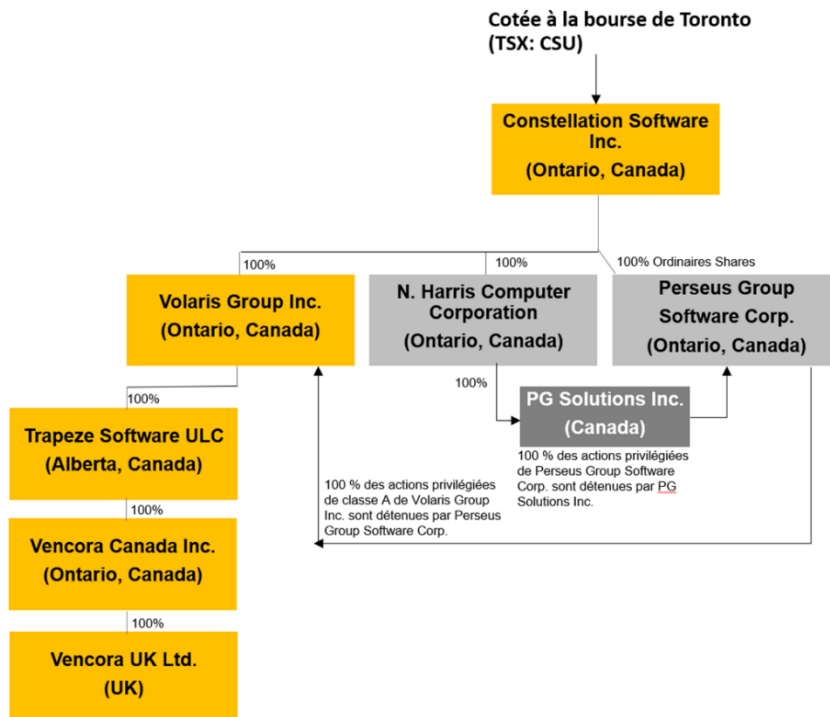 Cotée à la bourse de Toronto
(TSX: CSU)
Constellation Software
Inc.
(Ontario, Canada)
100%
100%
100% Ordinaires Shares
Volaris Group Inc.
(Ontario, Canada)
N. Harris Computer
Corporation
(Ontario, Canada)
Perseus Group
Software Corp.
(Ontario, Canada)
100%
100%
PG Solutions Inc.
(Canada)
Trapeze Software ULC
(Alberta, Canada)
100 % des actions privilégiées
de Perseus Group Software
Corp. sont détenues par PG
Solutions Inc.
100 % des actions privilégiées
de classe A de Volaris Group
Inc. sont détenues par Perseus
Group Software Corp.
100%
Vencora Canada Inc.
(Ontario, Canada)
100%
Vencora UK Ltd.
(UK)